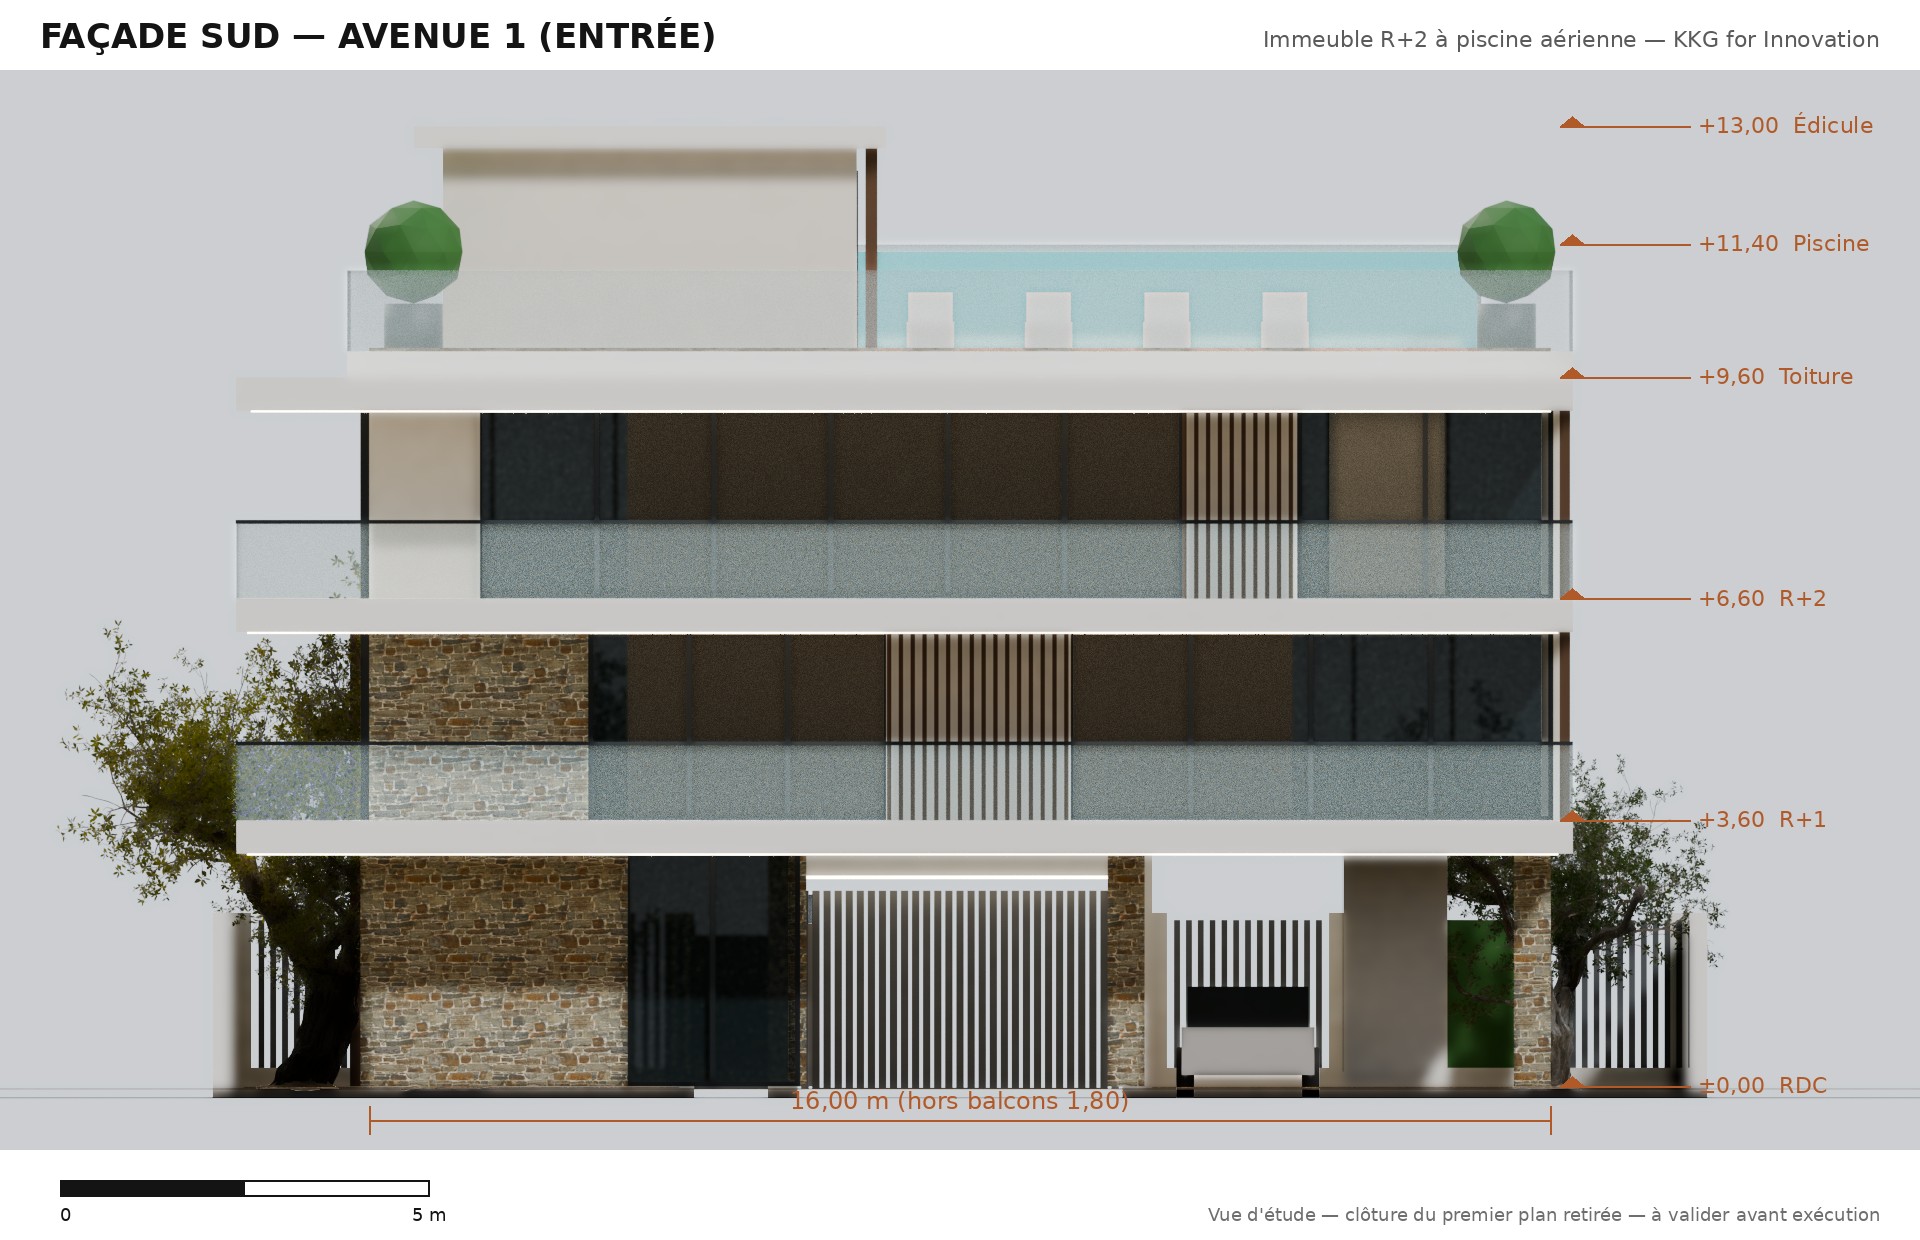 FAÇADE SUD — AVENUE 1 (ENTRÉE)
Immeuble R+2 à piscine aérienne — KKG for Innovation
+13,00 Édicule
+11,40 Piscine
+9,60 Toiture
+6,60 R+2
+3,60 R+1
±0,00 RDC
16,00 m (hors balcons 1,80)
0
5 m
Vue d'étude — clôture du premier plan retirée — à valider avant exécution